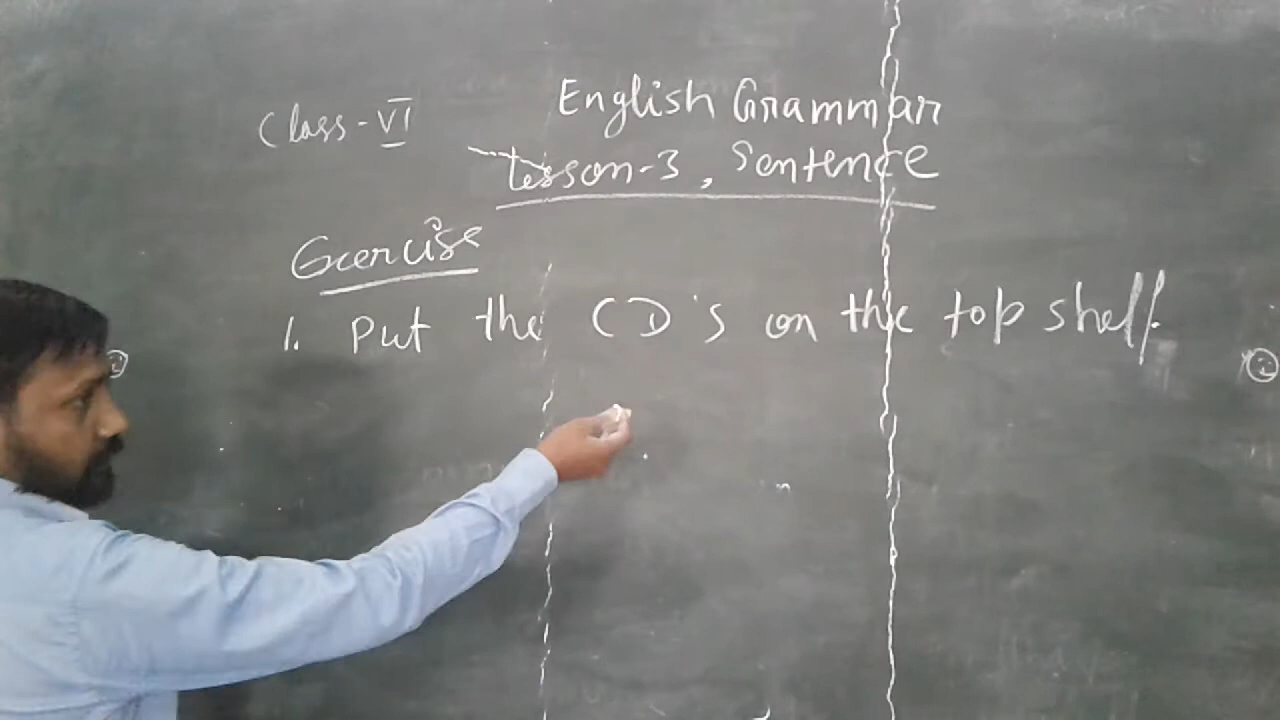 Class-VI
English Grammar
Lesson-3, Sentence
Exercise
1. Put the CD's on the top shelf.